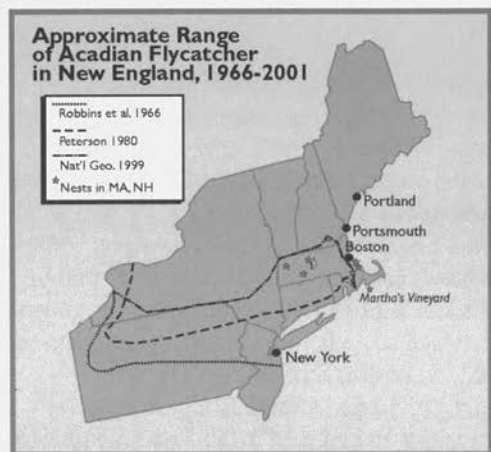 Approximate Range
of Acadian Flycatcher
in New England, 1966-2001
Robbins et al. 1966
Peterson 1980
Nat'l Geo. 1999
* Nests in MA, NH
Portland
Portsmouth
Boston
Martha's Vineyard
New York